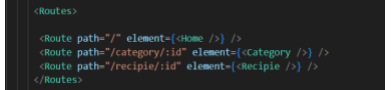 <Routes>
<Route path="/" element={<Home />} />
<Route path="/category/:id" element={<Category />} />
<Route path="/recipie/:id" element={<Recipie />} />
</Routes>